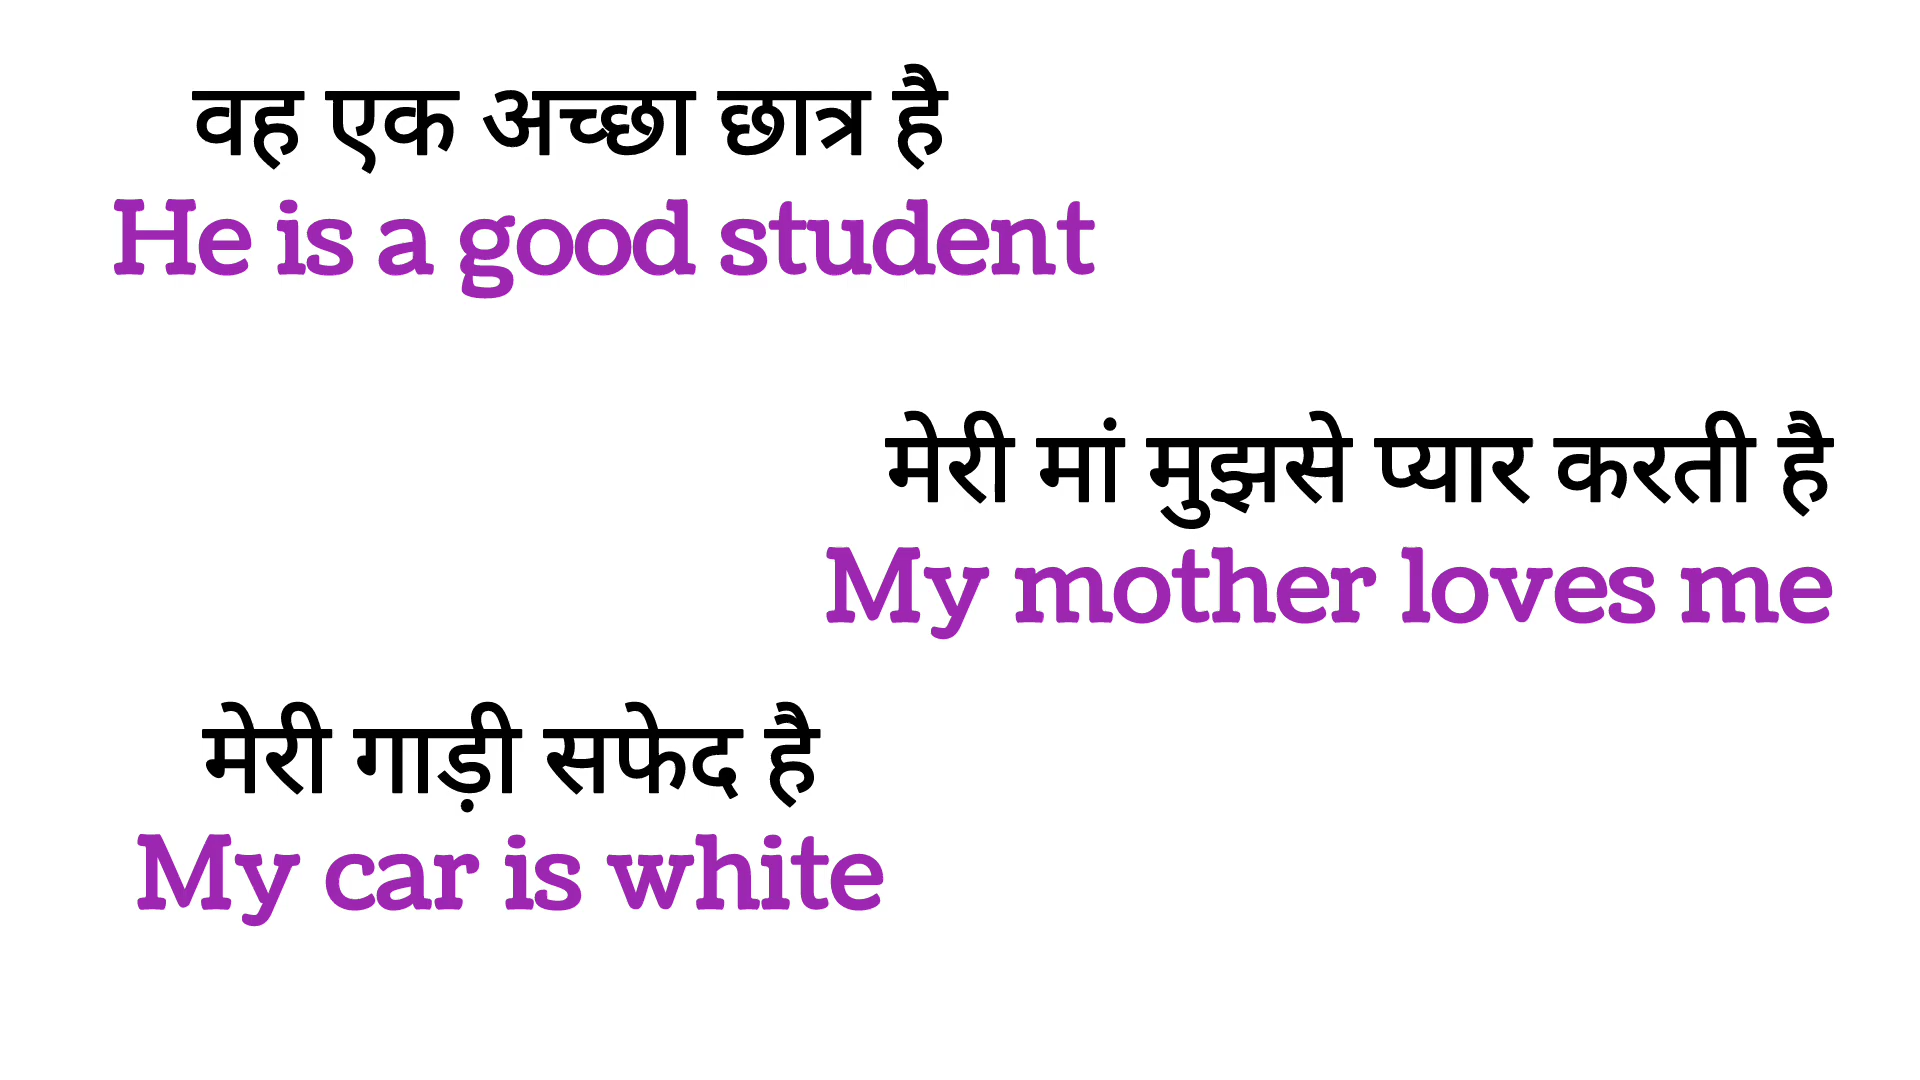 वह एक अच्छा छात्र है
He is a good student
मेरी मां मुझसे प्यार करती है
My mother loves me
मेरी गाड़ी सफेद है
My car is white